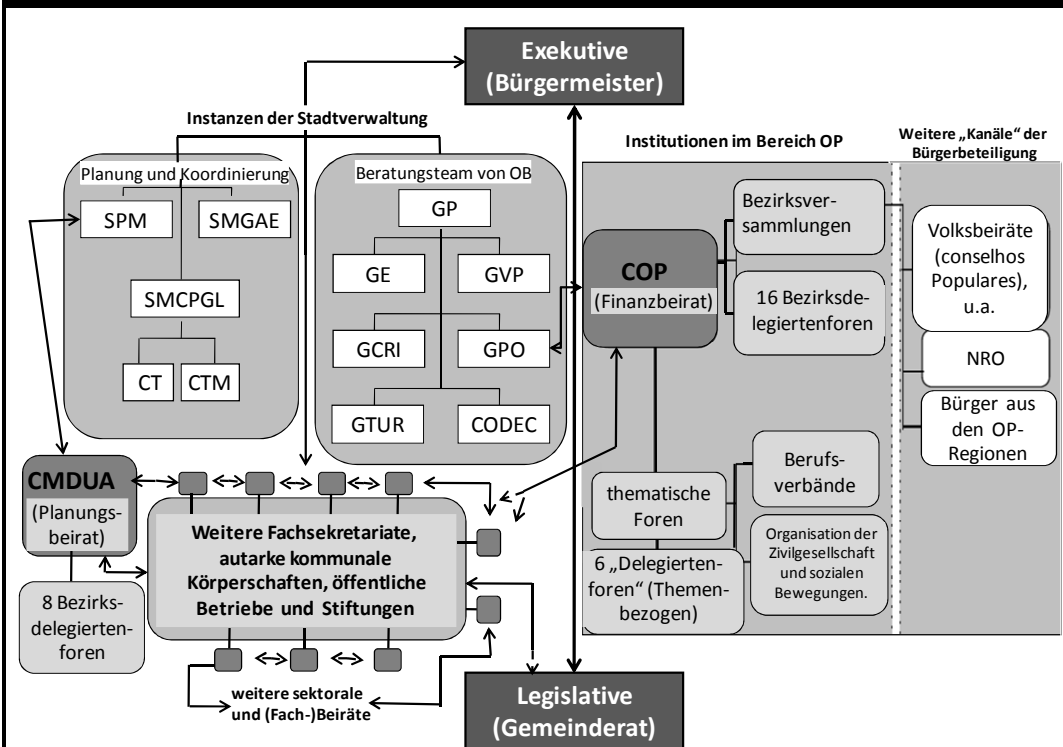 Exekutive
(Bürgermeister)
Instanzen der Stadtverwaltung
Institutionen im Bereich OP
Weitere „Kanäle“ der
Bürgerbeteiligung
Planung und Koordinierung
SPM
SMGAE
SMCPGL
CT
CTM
Beratungsteam von OB
GP
GE
GVP
GCRI
GPO
GTUR
CODEC
COP
(Finanzbeirat)
Bezirksver-
sammlungen
16 Bezirksde-
legiertenforen
Volksbeiräte
(conselhos
Populares),
u.a.
NRO
Bürger aus
den OP-
Regionen
thematische
Foren
6 „Delegierten-
foren“ (Themen-
bezogen)
Berufs-
verbände
Organisation der
Zivilgesellschaft
und sozialen
Bewegungen.
CMDUA
(Planungs-
beirat)
8 Bezirks-
delegierten-
foren
Weitere Fachsekretariate,
autarke kommunale
Körperschaften, öffentliche
Betriebe und Stiftungen
weitere sektorale
und (Fach-)Beiräte
Legislative
(Gemeinderat)